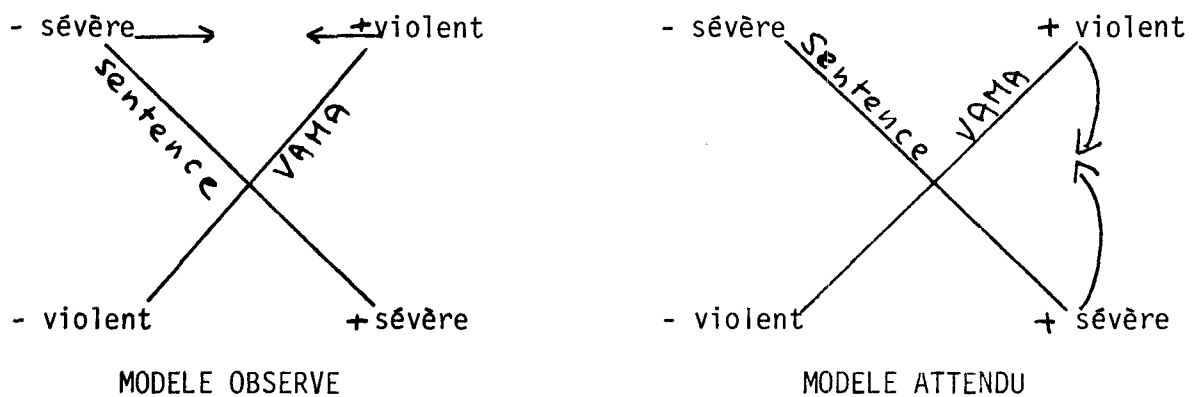 - sévère + violent
sentence VAMA
- violent + sévère
MODELE OBSERVE
- sévère + violent
Sentence VAMA
- violent + sévère
MODELE ATTENDU